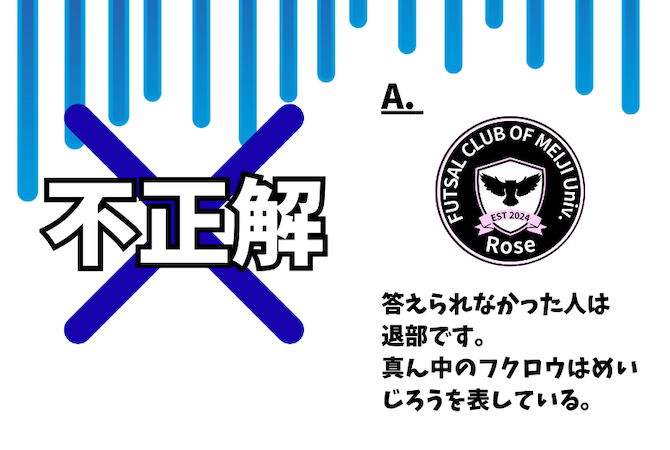 不正解
A.
FUTSAL CLUB OF MEIJI Univ.
EST 2024
Rose
答えられなかった人は
退部です。
真ん中のフクロウはめい
じろうを表している。